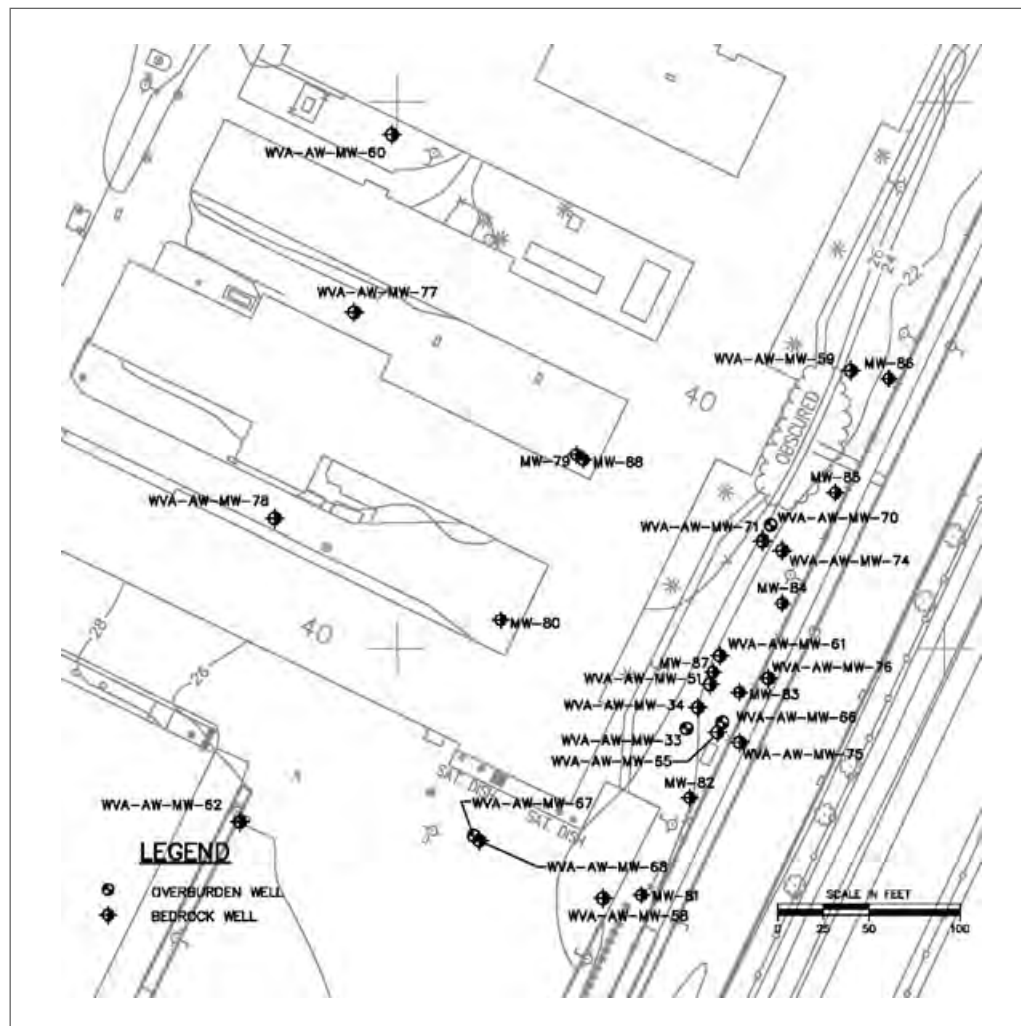 WVA-AW-MW-60
WVA-AW-MW-77
26
24
22
WVA-AW-MW-59
MW-86
40
OBSCURED
MW-79
MW-88
MW-85
WVA-AW-MW-78
WVA-AW-MW-70
WVA-AW-MW-71
WVA-AW-MW-74
MW-84
MW-80
40
28
26
WVA-AW-MW-61
MW-87
WVA-AW-MW-76
WVA-AW-MW-51
MW-83
WVA-AW-MW-34
WVA-AW-MW-66
WVA-AW-MW-33
WVA-AW-MW-75
WVA-AW-MW-65
SAT. DISH
SAT. DISH
MW-82
WVA-AW-MW-67
WVA-AW-MW-62
WVA-AW-MW-68
LEGEND
OVERBURDEN WELL
BEDROCK WELL
MW-81
WVA-AW-MW-58
SCALE IN FEET
0 25 50 100